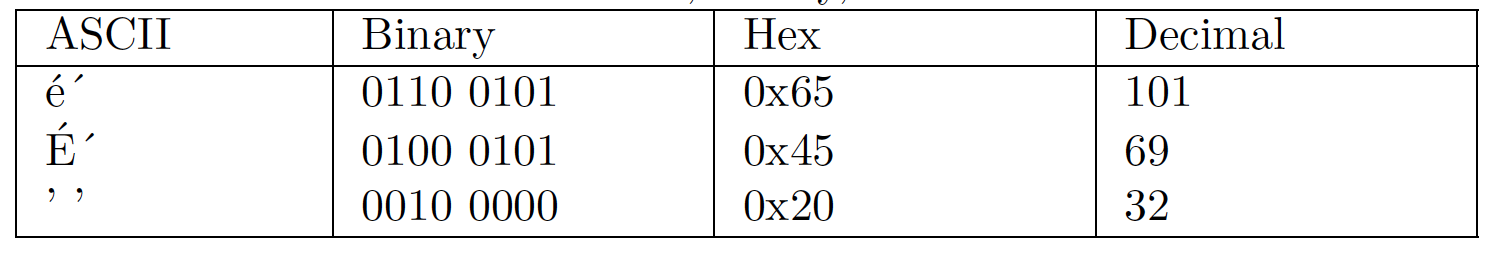 ASCII Binary Hex Decimal
é´ 0110 0101 0x65 101
É´ 0100 0101 0x45 69
’ ’ 0010 0000 0x20 32